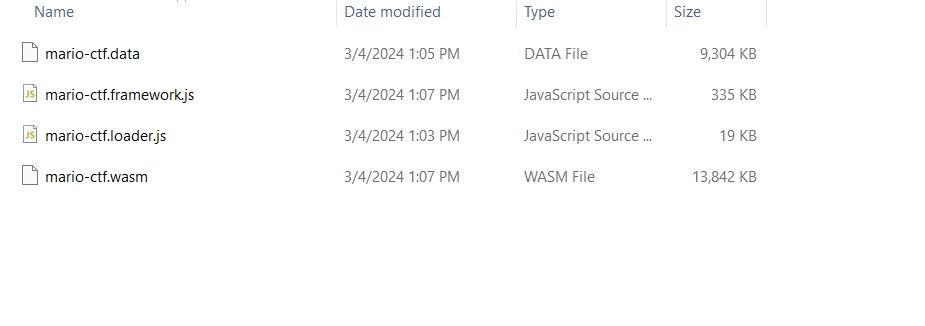 Name Date modified Type Size
mario-ctf.data 3/4/2024 1:05 PM DATA File 9,304 KB
mario-ctf.framework.js 3/4/2024 1:07 PM JavaScript Source ... 335 KB
mario-ctf.loader.js 3/4/2024 1:03 PM JavaScript Source ... 19 KB
mario-ctf.wasm 3/4/2024 1:07 PM WASM File 13,842 KB